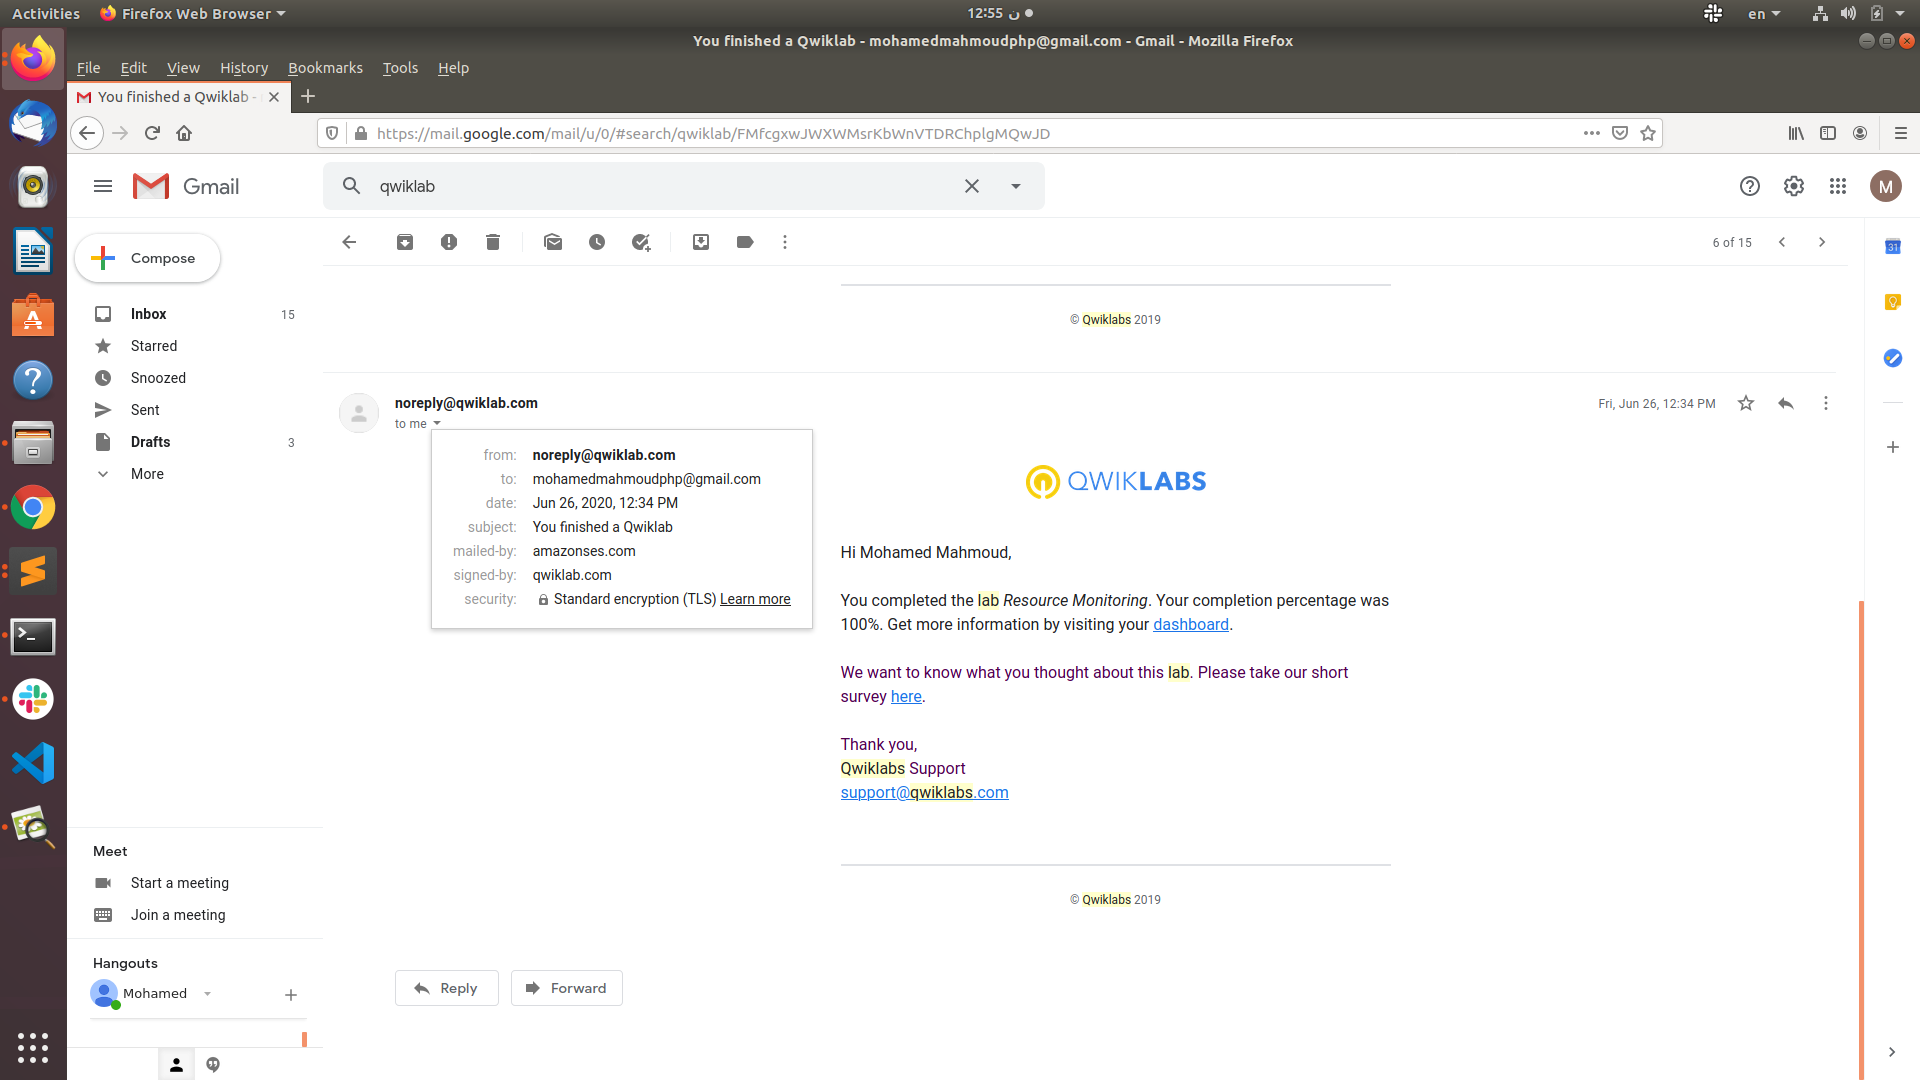 Activities
Firefox Web Browser
12:55 ن
en
You finished a Qwiklab - mohamedmahmoudphp@gmail.com - Gmail - Mozilla Firefox
File Edit View History Bookmarks Tools Help
You finished a Qwiklab -
https://mail.google.com/mail/u/0/#search/qwiklab/FMfcgxwJWXWMsrKbWnVTDRChplgMQwJD
Gmail
qwiklab
M
Compose
6 of 15
31
Inbox 15
Starred
Snoozed
Sent
Drafts 3
More
© Qwiklabs 2019
noreply@qwiklab.com
to me
Fri, Jun 26, 12:34 PM
from: noreply@qwiklab.com
to: mohamedmahmoudphp@gmail.com
date: Jun 26, 2020, 12:34 PM
subject: You finished a Qwiklab
mailed-by: amazonses.com
signed-by: qwiklab.com
security: Standard encryption (TLS) Learn more
QWIKLABS
Hi Mohamed Mahmoud,
You completed the lab Resource Monitoring. Your completion percentage was
100%. Get more information by visiting your dashboard.
We want to know what you thought about this lab. Please take our short
survey here.
Thank you,
Qwiklabs Support
support@qwiklabs.com
© Qwiklabs 2019
Reply
Forward
Meet
Start a meeting
Join a meeting
Hangouts
Mohamed